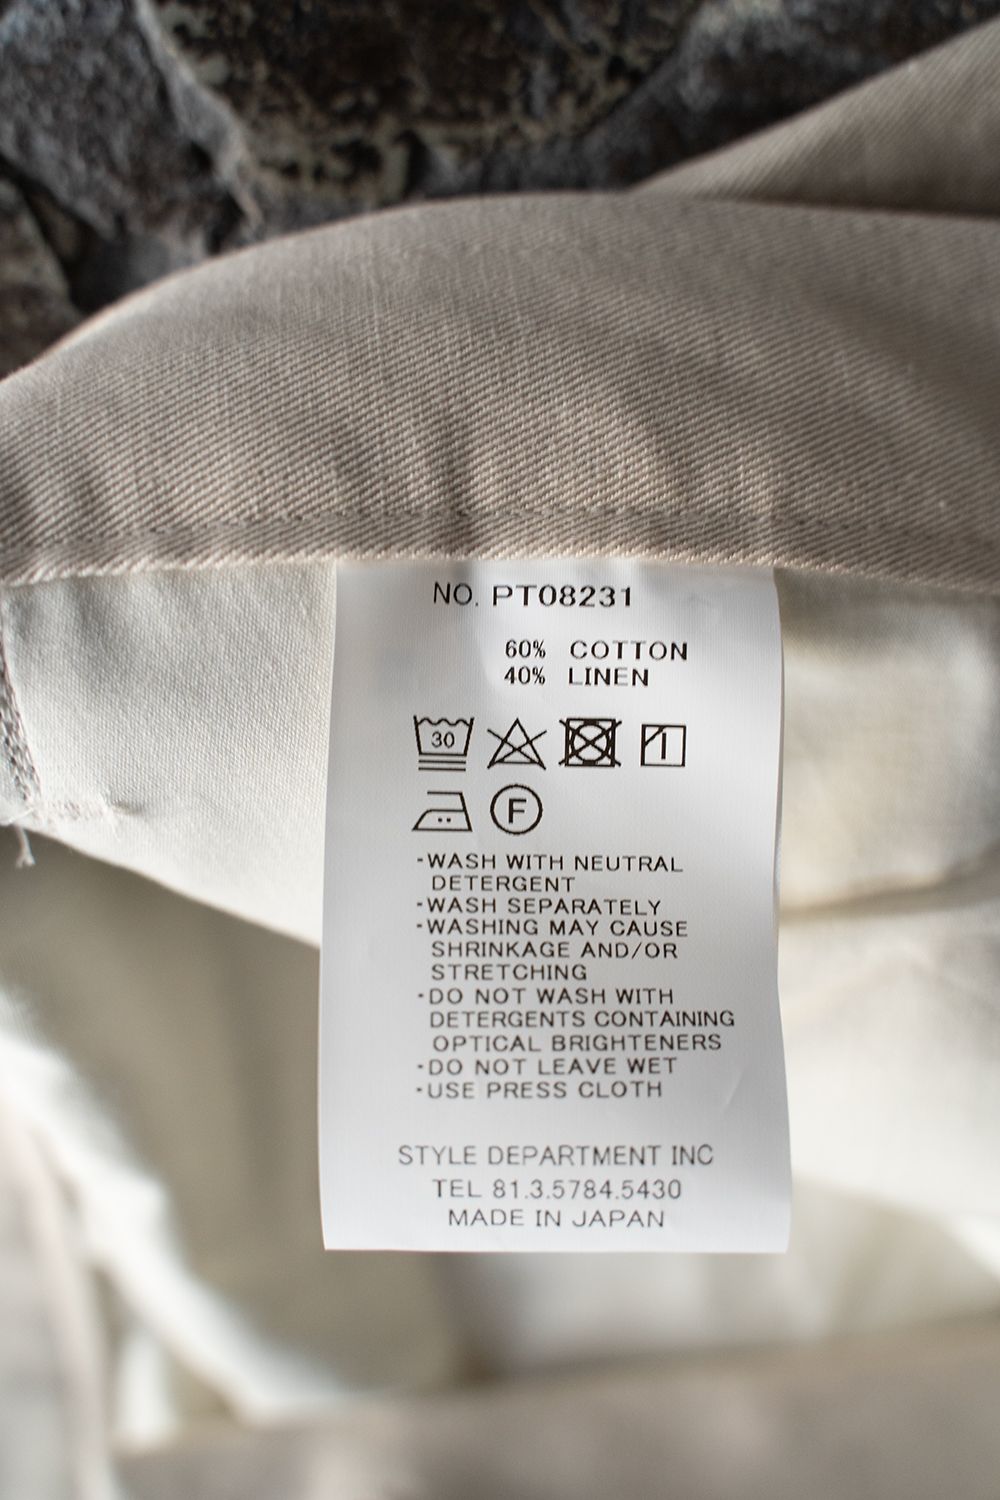 NO. PT08231
60% COTTON
40% LINEN
30
F
-WASH WITH NEUTRAL
DETERGENT
-WASH SEPARATELY
-WASHING MAY CAUSE
SHRINKAGE AND/OR
STRETCHING
-DO NOT WASH WITH
DETERGENTS CONTAINING
OPTICAL BRIGHTENERS
-DO NOT LEAVE WET
-USE PRESS CLOTH
STYLE DEPARTMENT INC
TEL 81.3.5784.5430
MADE IN JAPAN